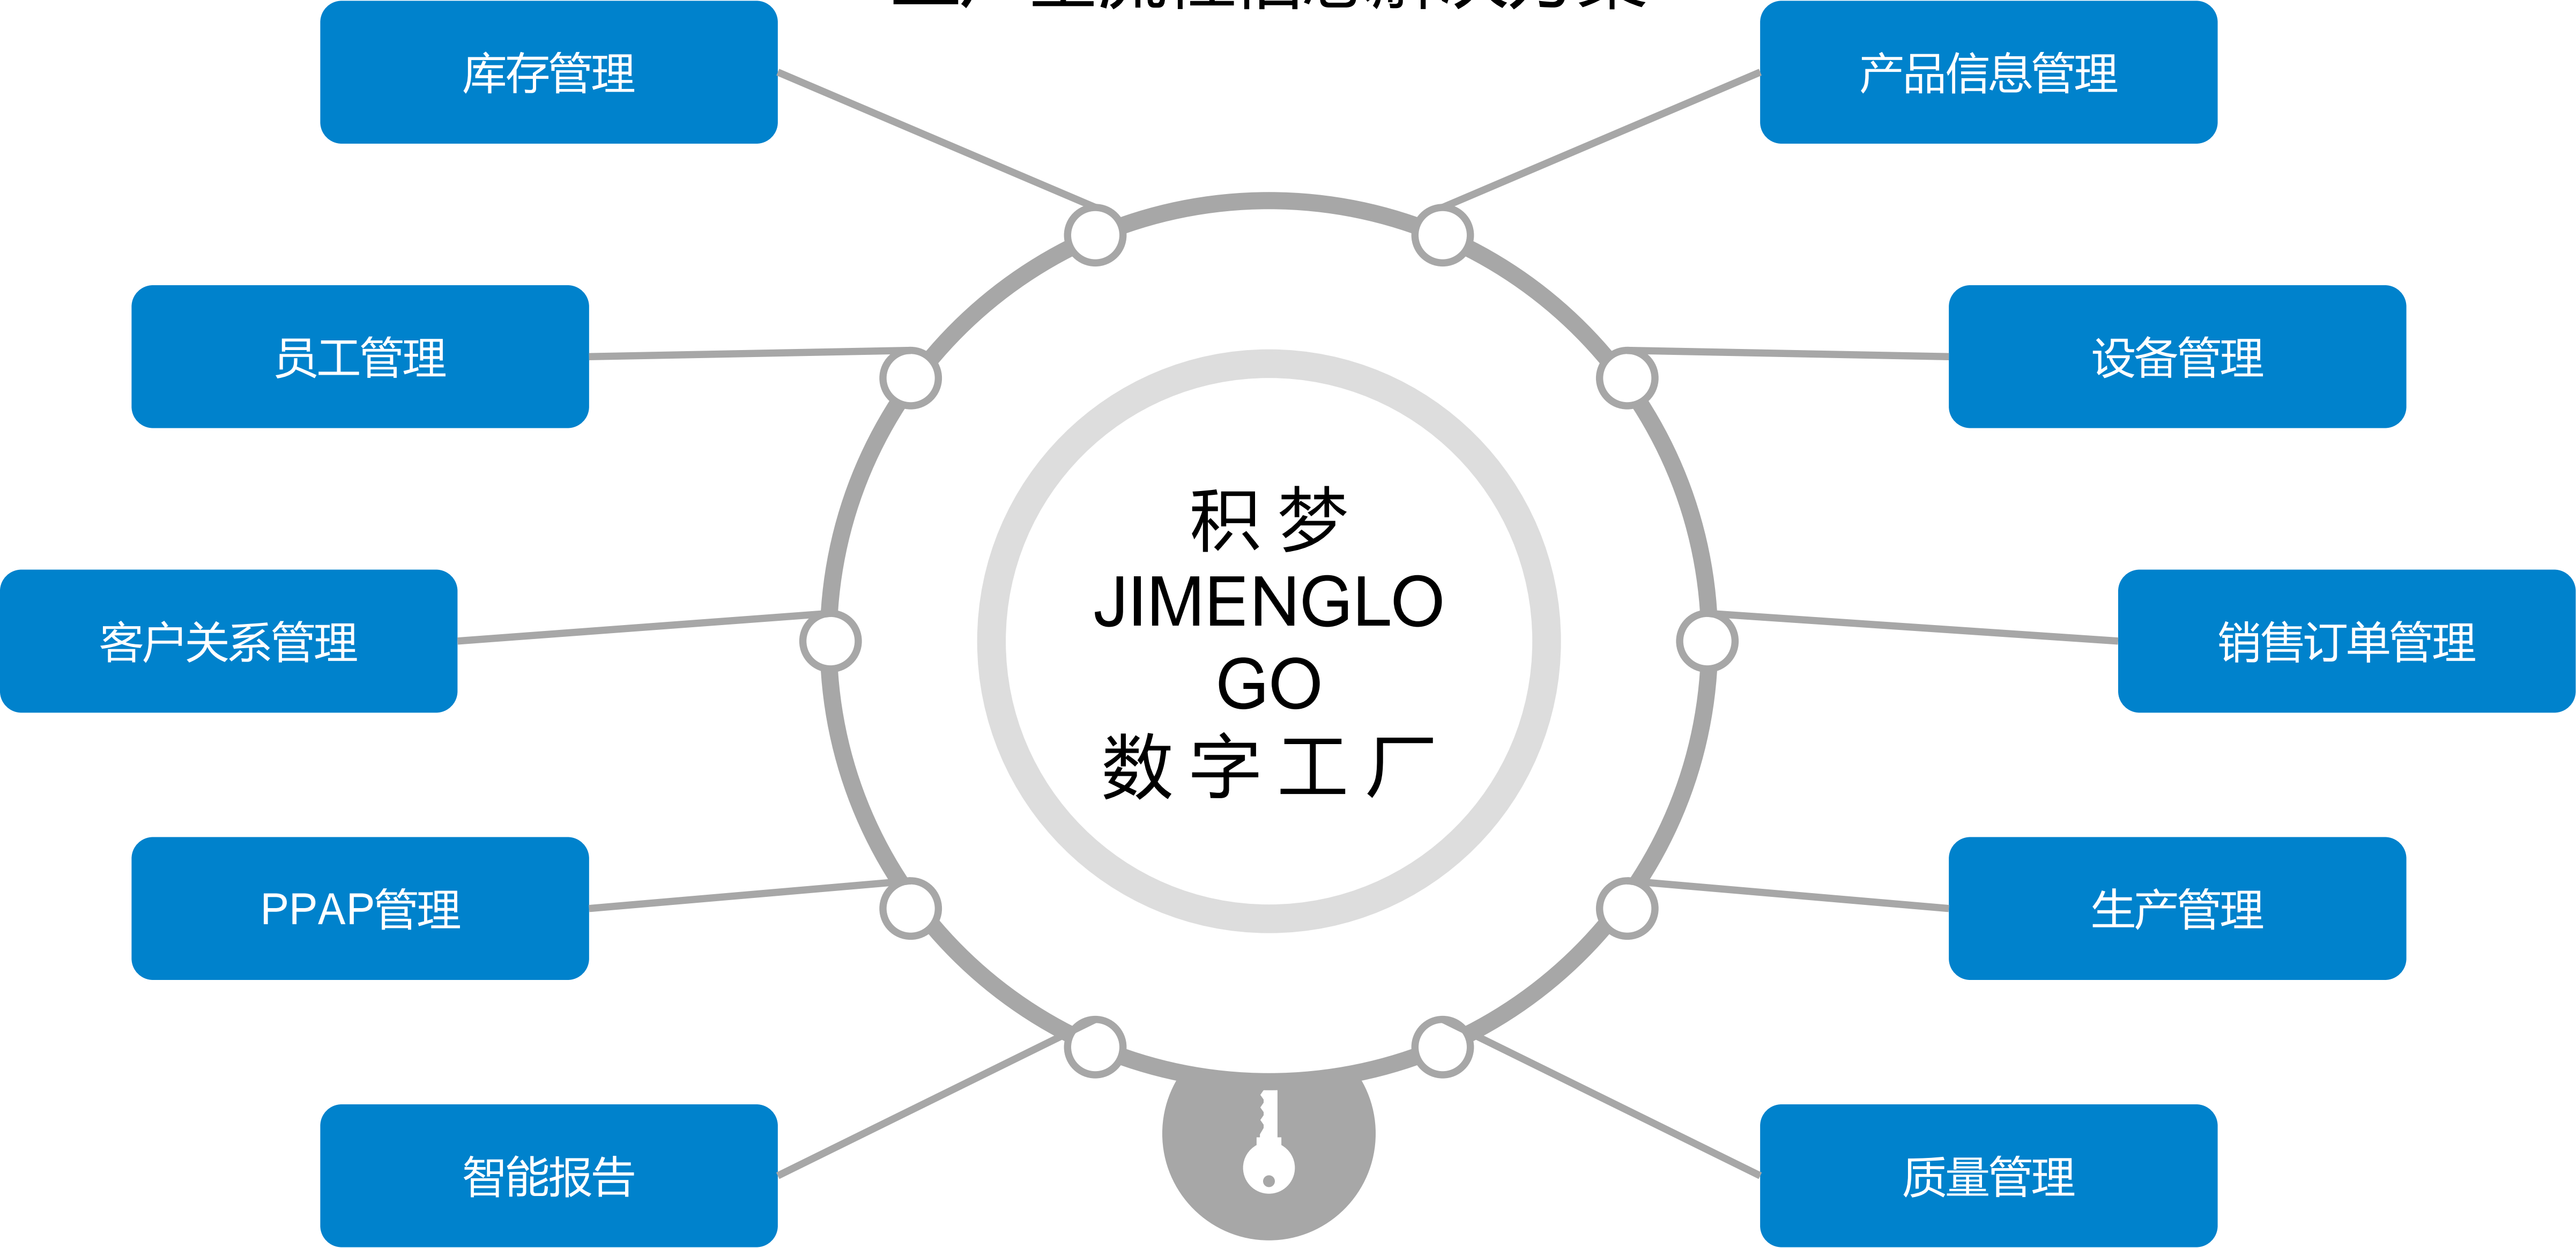 库存管理
产品信息管理
员工管理
设备管理
积 梦
JIMENGLO
GO
数 字 工 厂
客户关系管理
销售订单管理
PPAP管理
生产管理
智能报告
质量管理